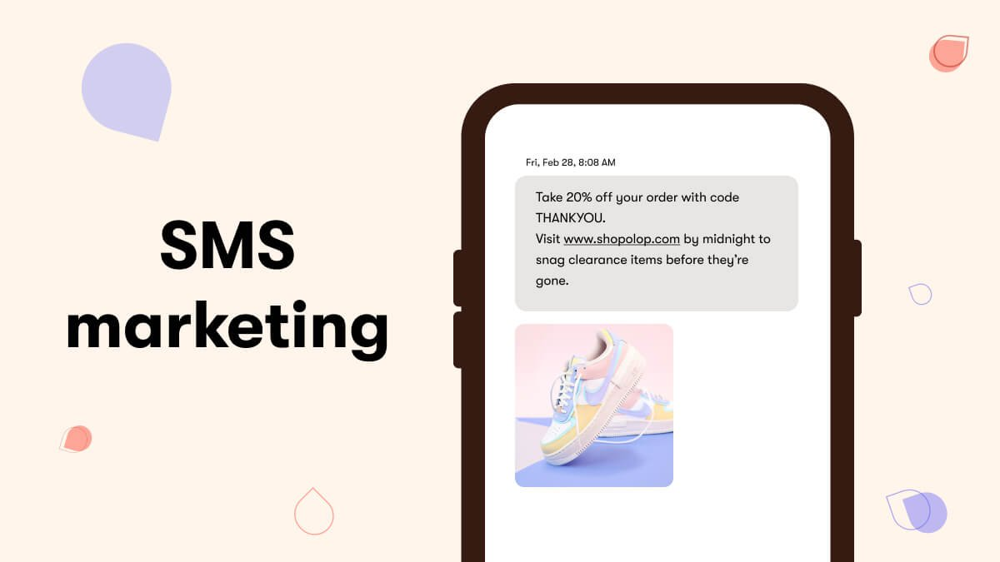 SMS
marketing
Fri, Feb 28, 8:08 AM
Take 20% off your order with code
THANKYOU.
Visit www.shopolop.com by midnight to
snag clearance items before they’re
gone.